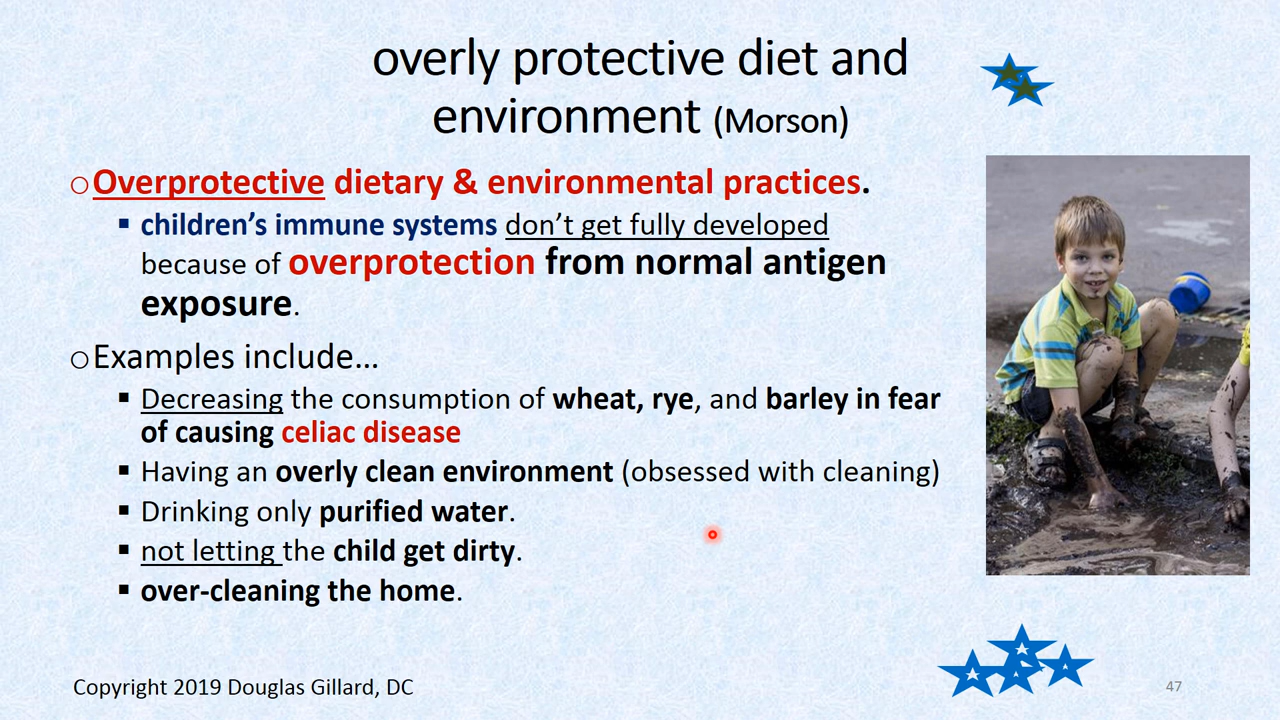 overly protective diet and
environment (Morson)
○Overprotective dietary & environmental practices.
▪ children’s immune systems don’t get fully developed
because of overprotection from normal antigen
exposure.
○Examples include…
▪ Decreasing the consumption of wheat, rye, and barley in fear
of causing celiac disease
▪ Having an overly clean environment (obsessed with cleaning)
▪ Drinking only purified water.
▪ not letting the child get dirty.
▪ over-cleaning the home.
Copyright 2019 Douglas Gillard, DC
47